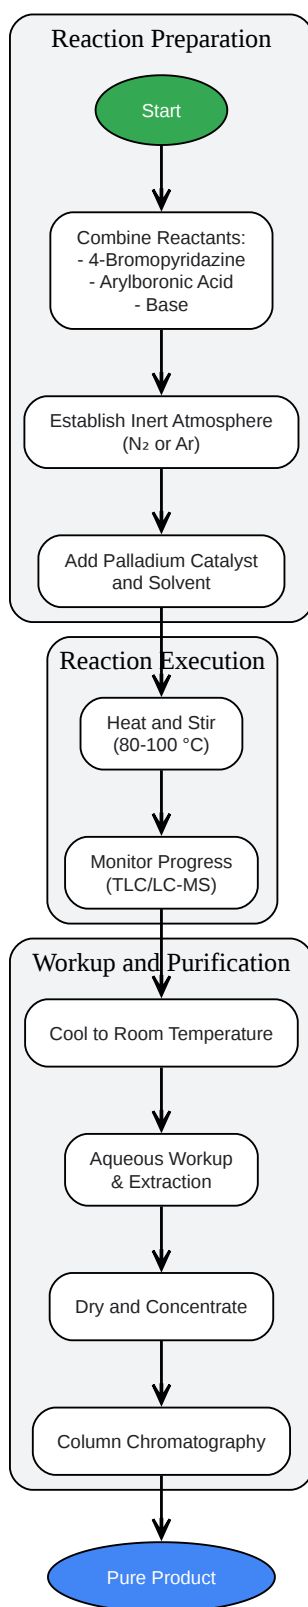 Reaction Preparation
Start
Combine Reactants:
- 4-Bromopyridazine
- Arylboronic Acid
- Base
Establish Inert Atmosphere
(N₂ or Ar)
Add Palladium Catalyst
and Solvent
Reaction Execution
Heat and Stir
(80-100 °C)
Monitor Progress
(TLC/LC-MS)
Workup and Purification
Cool to Room Temperature
Aqueous Workup
& Extraction
Dry and Concentrate
Column Chromatography
Pure Product